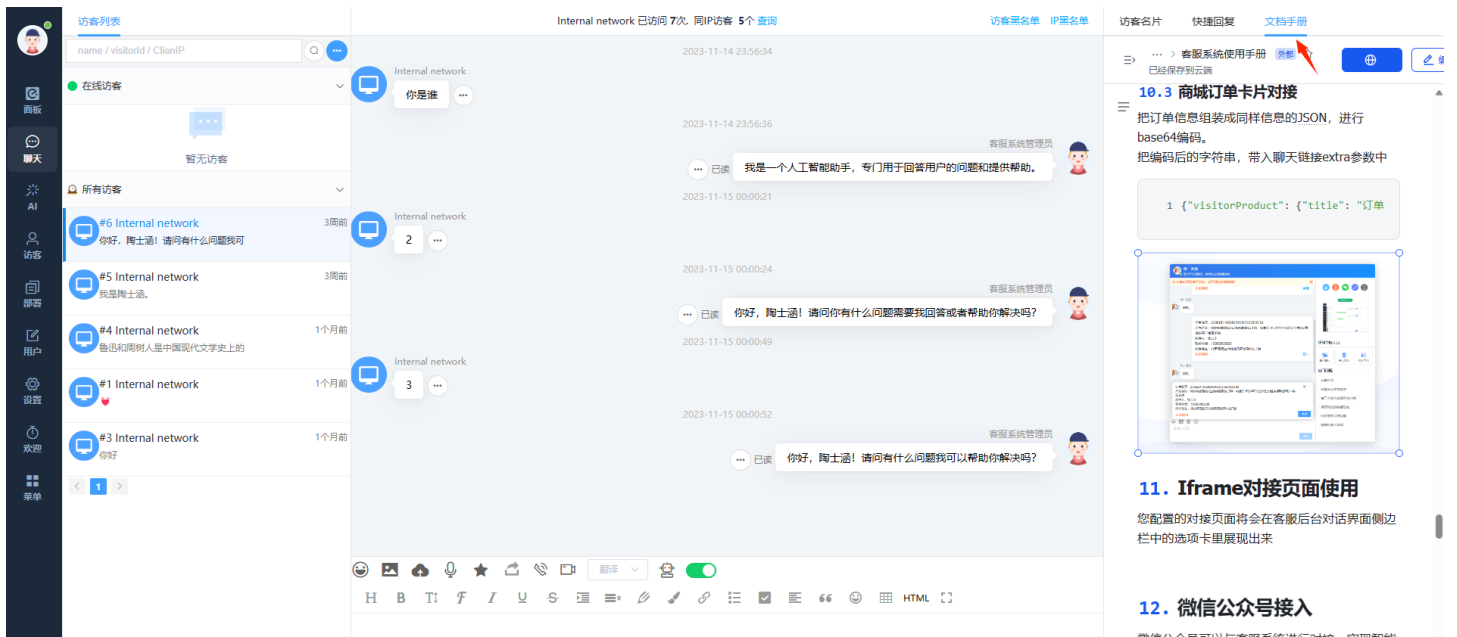 访客列表
Internal network 已访问 7次. 同IP访客 5个 查询
访客黑名单 IP黑名单
访客名片 快捷回复 文档手册
name / visitorId / ClienIP
面板
聊天
AI
访客
部署
用户
设置
欢迎
菜单
在线访客
暂无访客
所有访客
#6 Internal network 3周前
你好，陶士涵！请问有什么问题我可
#5 Internal network 3周前
我是陶士涵。
#4 Internal network 1个月前
鲁迅和周树人是中国现代文学史上的
#1 Internal network 1个月前
#3 Internal network 1个月前
你好
1
2023-11-14 23:56:34
Internal network
你是谁
2023-11-14 23:56:36
客服系统管理员
已读 我是一个人工智能助手，专门用于回答用户的问题和提供帮助。
2023-11-15 00:00:21
Internal network
2
2023-11-15 00:00:24
客服系统管理员
已读 你好，陶士涵！请问你有什么问题需要我回答或者帮助你解决吗？
2023-11-15 00:00:49
Internal network
3
2023-11-15 00:00:52
客服系统管理员
已读 你好，陶士涵！请问有什么问题我可以帮助你解决吗？
翻译
H B T F I U S HTML
... > 客服系统使用手册 外部
已经保存到云端
10.3 商城订单卡片对接
把订单信息组装成同样信息的JSON，进行
base64编码。
把编码后的字符串，带入聊天链接extra参数中
1 {"visitorProduct": {"title": "订单
11. Iframe对接页面使用
您配置的对接页面将会在客服后台对话界面侧边
栏中的选项卡里展现出来
12. 微信公众号接入